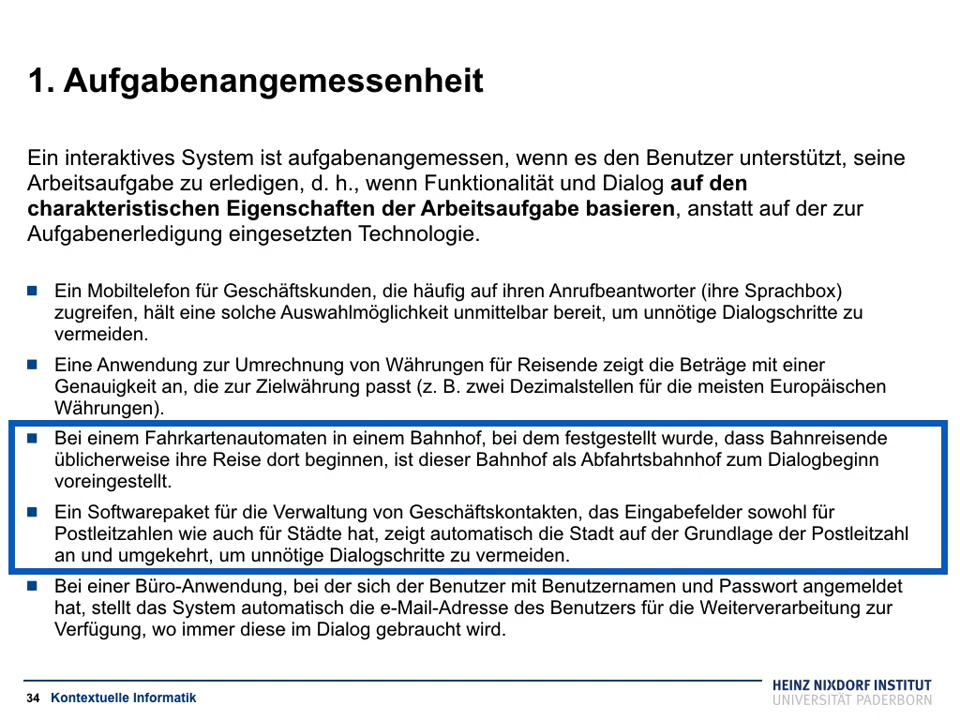 1. Aufgabenangemessenheit
Ein interaktives System ist aufgabenangemessen, wenn es den Benutzer unterstützt, seine
Arbeitsaufgabe zu erledigen, d. h., wenn Funktionalität und Dialog auf den
charakteristischen Eigenschaften der Arbeitsaufgabe basieren, anstatt auf der zur
Aufgabenerledigung eingesetzten Technologie.
Ein Mobiltelefon für Geschäftskunden, die häufig auf ihren Anrufbeantworter (ihre Sprachbox)
zugreifen, hält eine solche Auswahlmöglichkeit unmittelbar bereit, um unnötige Dialogschritte zu
vermeiden.
Eine Anwendung zur Umrechnung von Währungen für Reisende zeigt die Beträge mit einer
Genauigkeit an, die zur Zielwährung passt (z. B. zwei Dezimalstellen für die meisten Europäischen
Währungen).
Bei einem Fahrkartenautomaten in einem Bahnhof, bei dem festgestellt wurde, dass Bahnreisende
üblicherweise ihre Reise dort beginnen, ist dieser Bahnhof als Abfahrtsbahnhof zum Dialogbeginn
voreingestellt.
Ein Softwarepaket für die Verwaltung von Geschäftskontakten, das Eingabefelder sowohl für
Postleitzahlen wie auch für Städte hat, zeigt automatisch die Stadt auf der Grundlage der Postleitzahl
an und umgekehrt, um unnötige Dialogschritte zu vermeiden.
Bei einer Büro-Anwendung, bei der sich der Benutzer mit Benutzernamen und Passwort angemeldet
hat, stellt das System automatisch die e-Mail-Adresse des Benutzers für die Weiterverarbeitung zur
Verfügung, wo immer diese im Dialog gebraucht wird.
34 Kontextuelle Informatik
HEINZ NIXDORF INSTITUT
UNIVERSITÄT PADERBORN